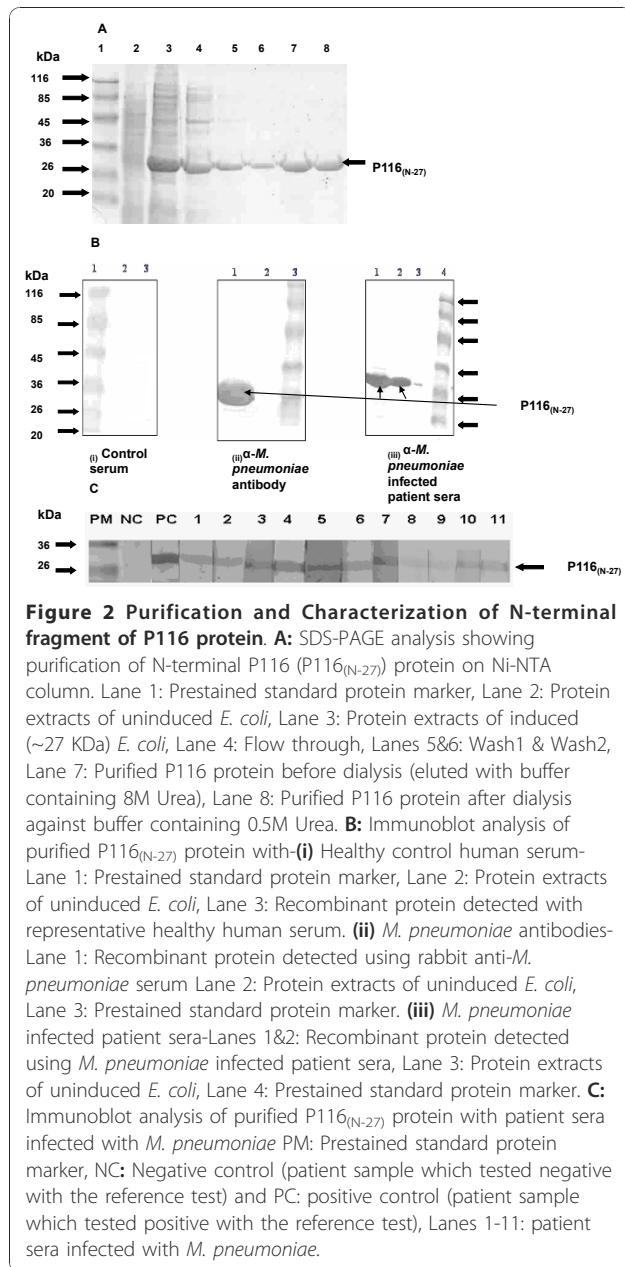 A
kDa 1 2 3 4 5 6 7 8
116
85
45
36
26 P116(N-27)
20
B
kDa 1 2 3 1 2 3 1 2 3 4
116
85
45
36
26 P116(N-27)
20
(i) Control serum (ii) α-M. pneumoniae antibody (iii) α-M. pneumoniae infected patient sera
C
kDa PM NC PC 1 2 3 4 5 6 7 8 9 10 11
36
26 P116(N-27)
Figure 2 Purification and Characterization of N-terminal
fragment of P116 protein. A: SDS-PAGE analysis showing
purification of N-terminal P116 (P116(N-27)) protein on Ni-NTA
column. Lane 1: Prestained standard protein marker, Lane 2: Protein
extracts of uninduced E. coli, Lane 3: Protein extracts of induced
(~27 KDa) E. coli, Lane 4: Flow through, Lanes 5&6: Wash1 & Wash2,
Lane 7: Purified P116 protein before dialysis (eluted with buffer
containing 8M Urea), Lane 8: Purified P116 protein after dialysis
against buffer containing 0.5M Urea. B: Immunoblot analysis of
purified P116(N-27) protein with-(i) Healthy control human serum-
Lane 1: Prestained standard protein marker, Lane 2: Protein extracts
of uninduced E. coli, Lane 3: Recombinant protein detected with
representative healthy human serum. (ii) M. pneumoniae antibodies-
Lane 1: Recombinant protein detected using rabbit anti-M.
pneumoniae serum Lane 2: Protein extracts of uninduced E. coli,
Lane 3: Prestained standard protein marker. (iii) M. pneumoniae
infected patient sera-Lanes 1&2: Recombinant protein detected
using M. pneumoniae infected patient sera, Lane 3: Protein extracts
of uninduced E. coli, Lane 4: Prestained standard protein marker. C:
Immunoblot analysis of purified P116(N-27) protein with patient sera
infected with M. pneumoniae PM: Prestained standard protein
marker, NC: Negative control (patient sample which tested negative
with the reference test) and PC: positive control (patient sample
which tested positive with the reference test), Lanes 1-11: patient
sera infected with M. pneumoniae.